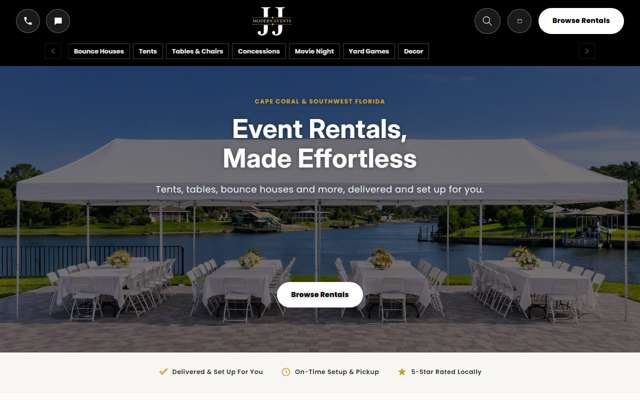 JJ
MODERN EVENTS
Browse Rentals
Bounce Houses
Tents
Tables & Chairs
Concessions
Movie Night
Yard Games
Decor
CAPE CORAL & SOUTHWEST FLORIDA
Event Rentals,
Made Effortless
Tents, tables, bounce houses and more, delivered and set up for you.
Browse Rentals
Delivered & Set Up For You
On-Time Setup & Pickup
5-Star Rated Locally